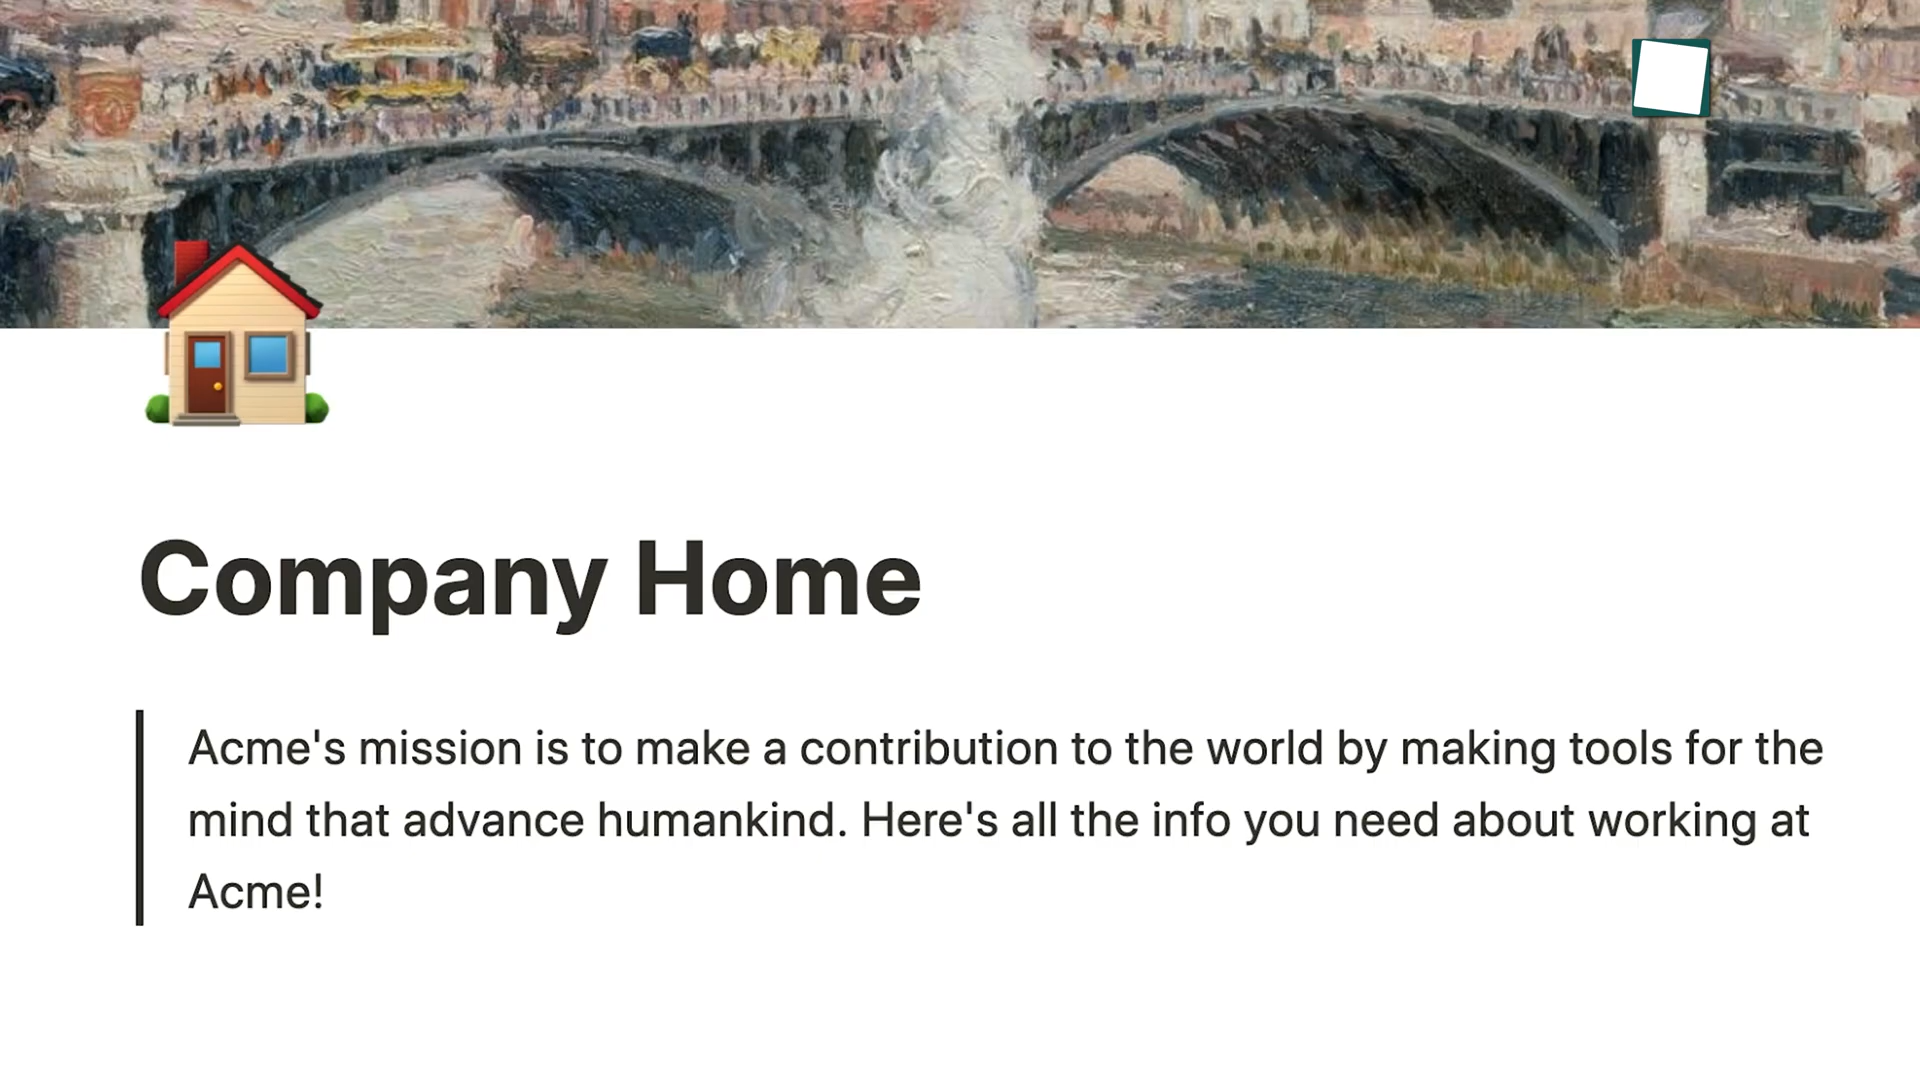 Company Home
Acme's mission is to make a contribution to the world by making tools for the
mind that advance humankind. Here's all the info you need about working at
Acme!